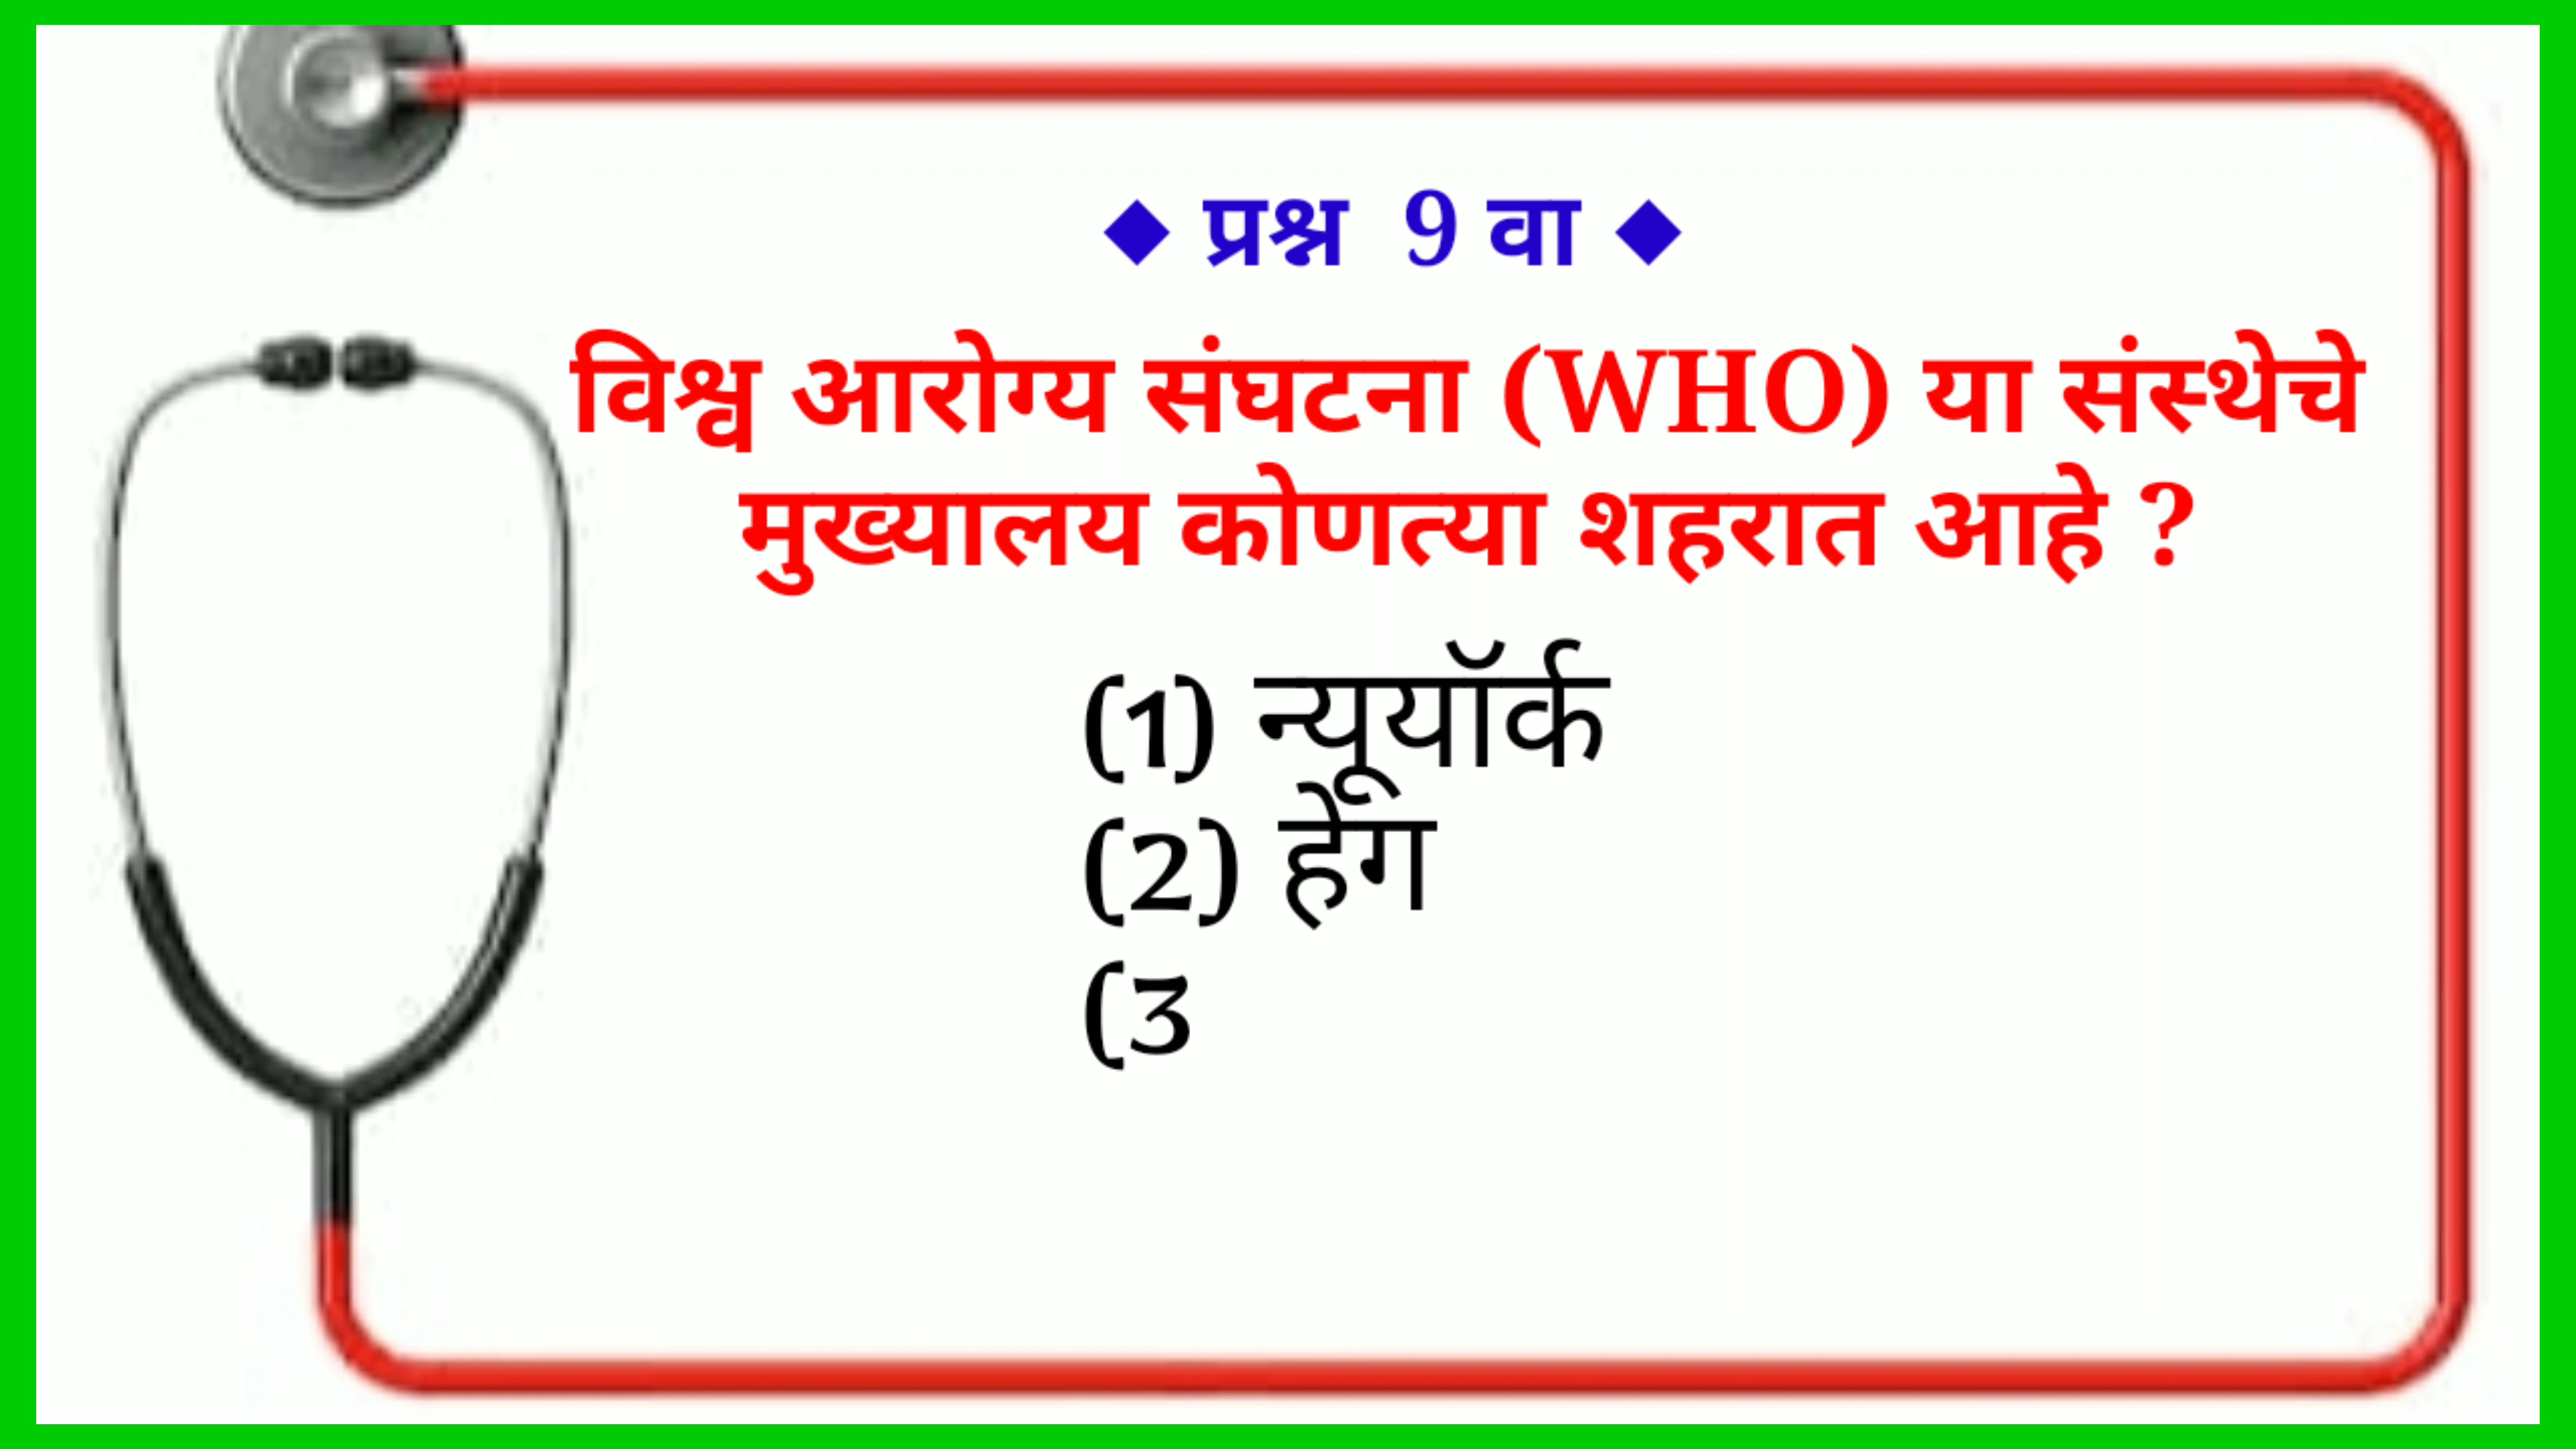 ◆ प्रश्न 9 वा ◆
विश्व आरोग्य संघटना (WHO) या संस्थेचे
मुख्यालय कोणत्या शहरात आहे ?
(1) न्यूयॉर्क
(2) हेग
(3